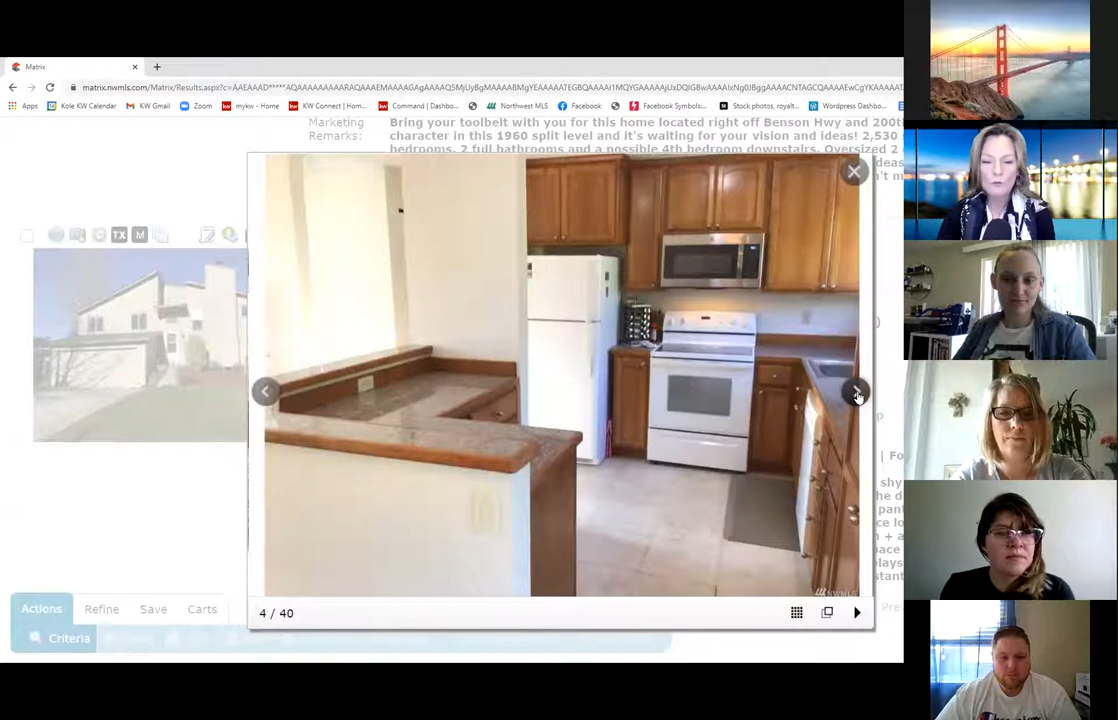 Matrix
matrix.nwmls.com/Matrix/Results.aspx?c=
Apps Kole KW Calendar KW Gmail Zoom mykw - Home KW Connect | Hom... Command | Dashbo... Northwest MLS Facebook Facebook Symbols:... Stock photos, royalt... Wordpress Dashbo...
Marketing Remarks:
Bring your toolbelt with you for this home located right off Benson Hwy and 200th
character in this 1960 split level and it's waiting for your vision and ideas! 2,530
bedrooms, 2 full bathrooms and a possible 4th bedroom downstairs. Oversized 2
TX M
NWMLS
4 / 40
Actions Refine Save Carts
Criteria
Champion